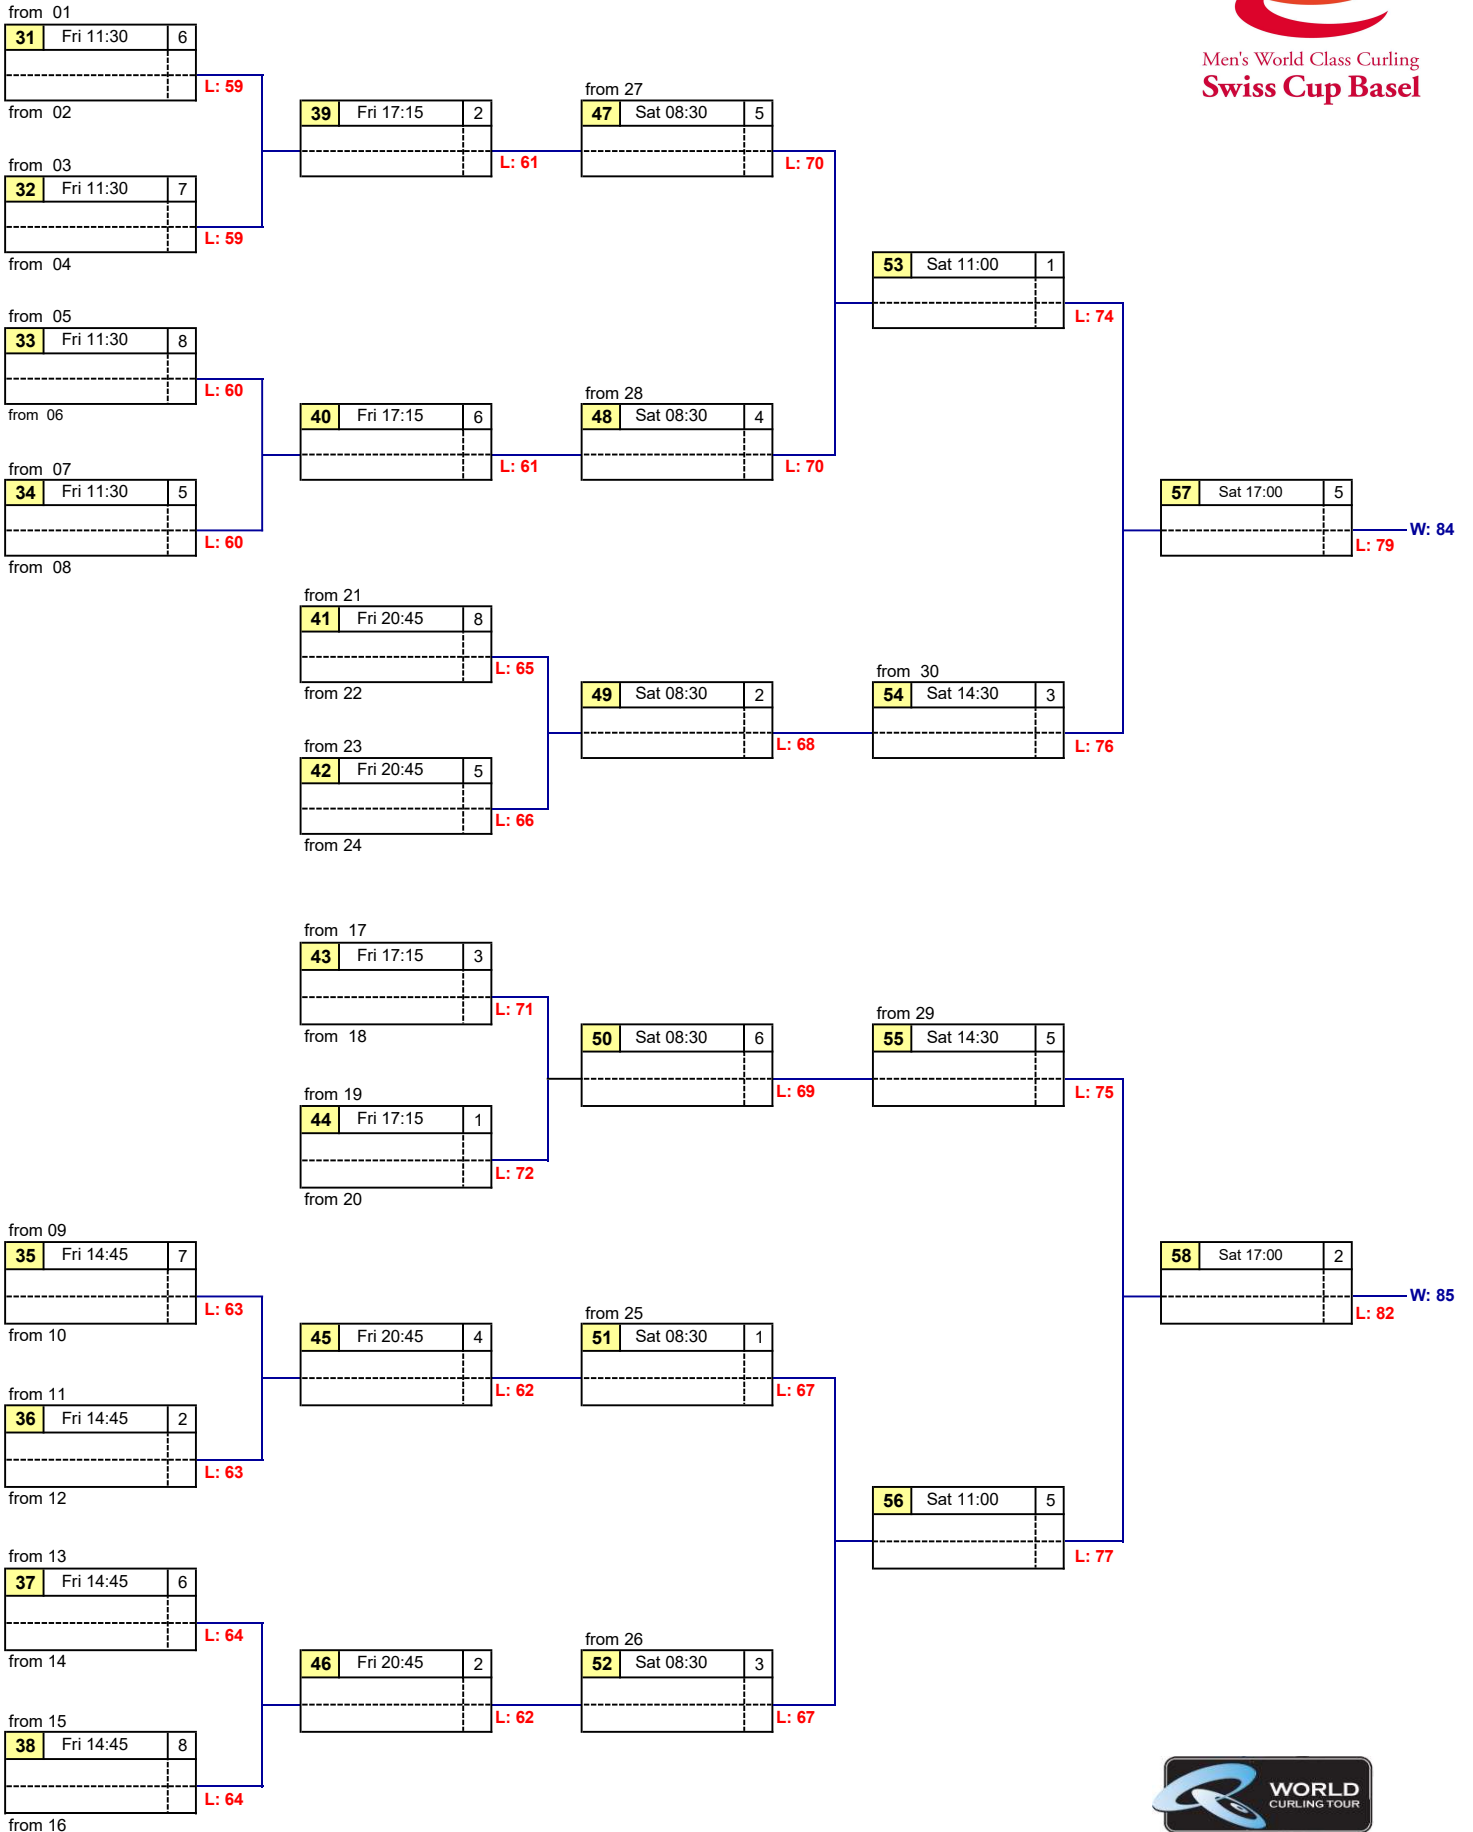 from 01
31 Fri 11:30 6
L: 59
from 02
from 03
32 Fri 11:30 7
L: 59
from 04
from 05
33 Fri 11:30 8
L: 60
from 06
from 07
34 Fri 11:30 5
L: 60
from 08
39 Fri 17:15 2
L: 61
40 Fri 17:15 6
L: 61
from 21
41 Fri 20:45 8
L: 65
from 22
from 23
42 Fri 20:45 5
L: 66
from 24
from 27
47 Sat 08:30 5
L: 70
from 28
48 Sat 08:30 4
L: 70
49 Sat 08:30 2
L: 68
53 Sat 11:00 1
L: 74
from 30
54 Sat 14:30 3
L: 76
57 Sat 17:00 5
W: 84
L: 79
Men's World Class Curling
Swiss Cup Basel
from 17
43 Fri 17:15 3
L: 71
from 18
from 19
44 Fri 17:15 1
L: 72
from 20
50 Sat 08:30 6
L: 69
from 29
55 Sat 14:30 5
L: 75
from 09
35 Fri 14:45 7
L: 63
from 10
from 11
36 Fri 14:45 2
L: 63
from 12
from 13
37 Fri 14:45 6
L: 64
from 14
from 15
38 Fri 14:45 8
L: 64
from 16
45 Fri 20:45 4
L: 62
46 Fri 20:45 2
L: 62
from 25
51 Sat 08:30 1
L: 67
from 26
52 Sat 08:30 3
L: 67
56 Sat 11:00 5
L: 77
58 Sat 17:00 2
W: 85
L: 82
WORLD
CURLING TOUR